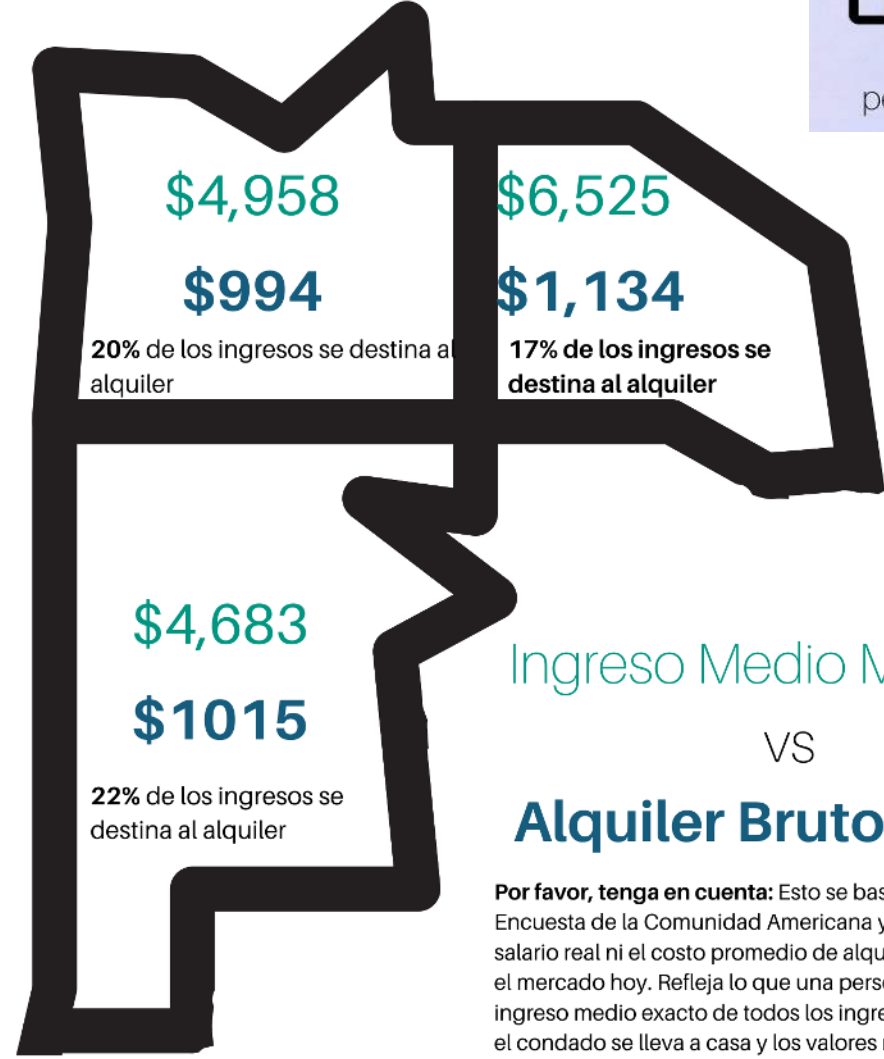 $4,958
$994
20% de los ingresos se destina al
alquiler
$6,525
$1,134
17% de los ingresos se
destina al alquiler
$4,683
$1015
22% de los ingresos se
destina al alquiler
Ingreso Medio
VS
Alquiler Bruto
Por favor, tenga en cuenta: Esto se
Encuesta de la Comunidad Americana y
salario real ni el costo promedio de
el mercado hoy. Refleja lo que una
ingreso medio exacto de todos los
el condado se lleva a casa y los valores